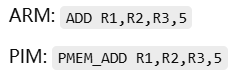 ARM: ADD R1,R2,R3,5
PIM: PMEM_ADD R1,R2,R3,5